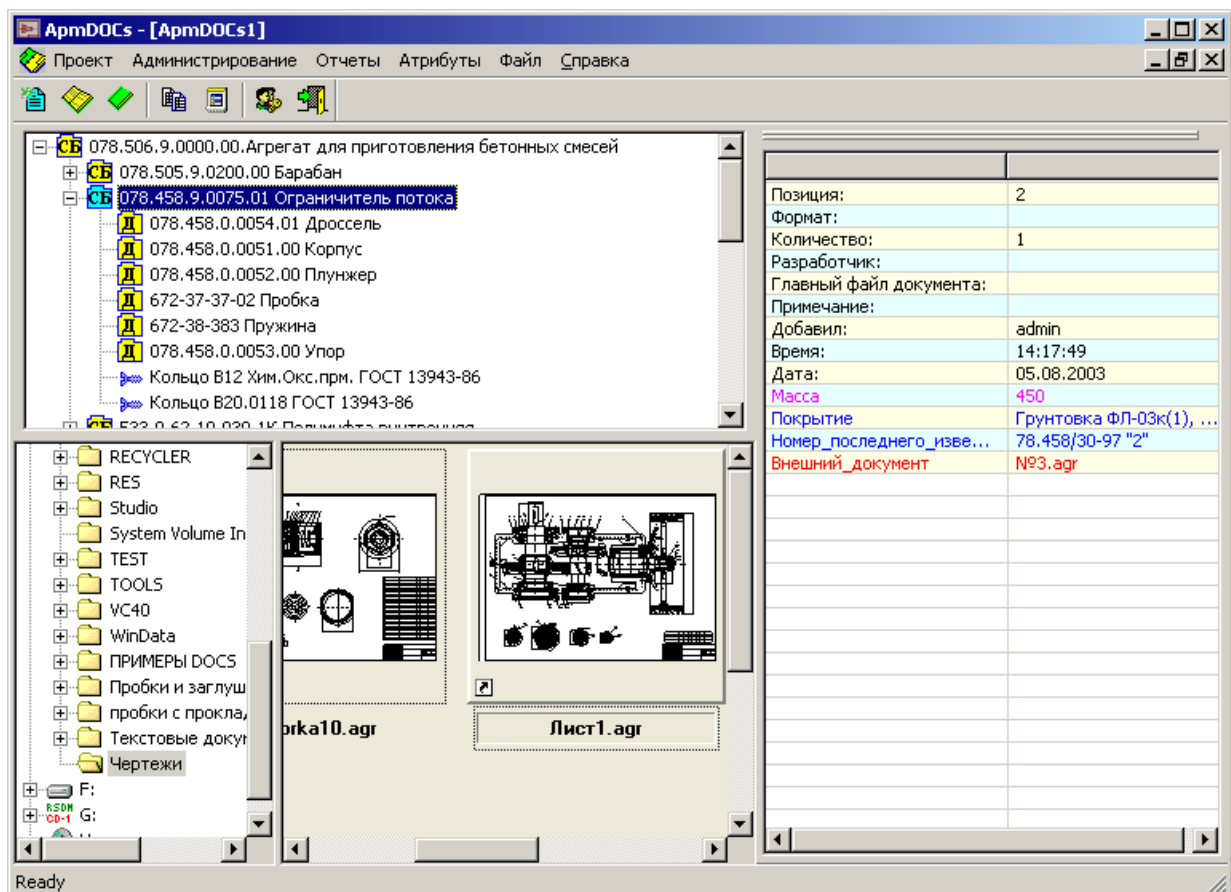 ApmDOCs - [ApmDOCs1]
Проект Администрирование Отчеты Атрибуты Файл Справка
078.506.9.0000.00.Агрегат для приготовления бетонных смесей
СБ
078.505.9.0200.00 Барабан
СБ
078.458.9.0075.01 Ограничитель потока
СБ
078.458.0.0054.01 Дроссель
Д
078.458.0.0051.00 Корпус
Д
078.458.0.0052.00 Плунжер
Д
672-37-37-02 Пробка
Д
672-38-383 Пружина
Д
078.458.0.0053.00 Упор
Д
Кольцо В12 Хим.Окс.прм. ГОСТ 13943-86
Кольцо В20.0118 ГОСТ 13943-86
Позиция: 2
Формат:
Количество: 1
Разработчик:
Главный файл документа:
Примечание:
Добавил: admin
Время: 14:17:49
Дата: 05.08.2003
Масса 450
Покрытие Грунтовка ФЛ-03к(1), ...
Номер_последнего_изве... 78.458/30-97 "2"
Внешний_документ №3.agr
RECYCLER
RES
Studio
System Volume In
TEST
TOOLS
VC40
WinData
ПРИМЕРЫ DOCS
Пробки и заглуш
пробки с проклад
Текстовые докум
Чертежи
F:
RSDN CD-1 G:
orka10.agr
Лист1.agr
Ready